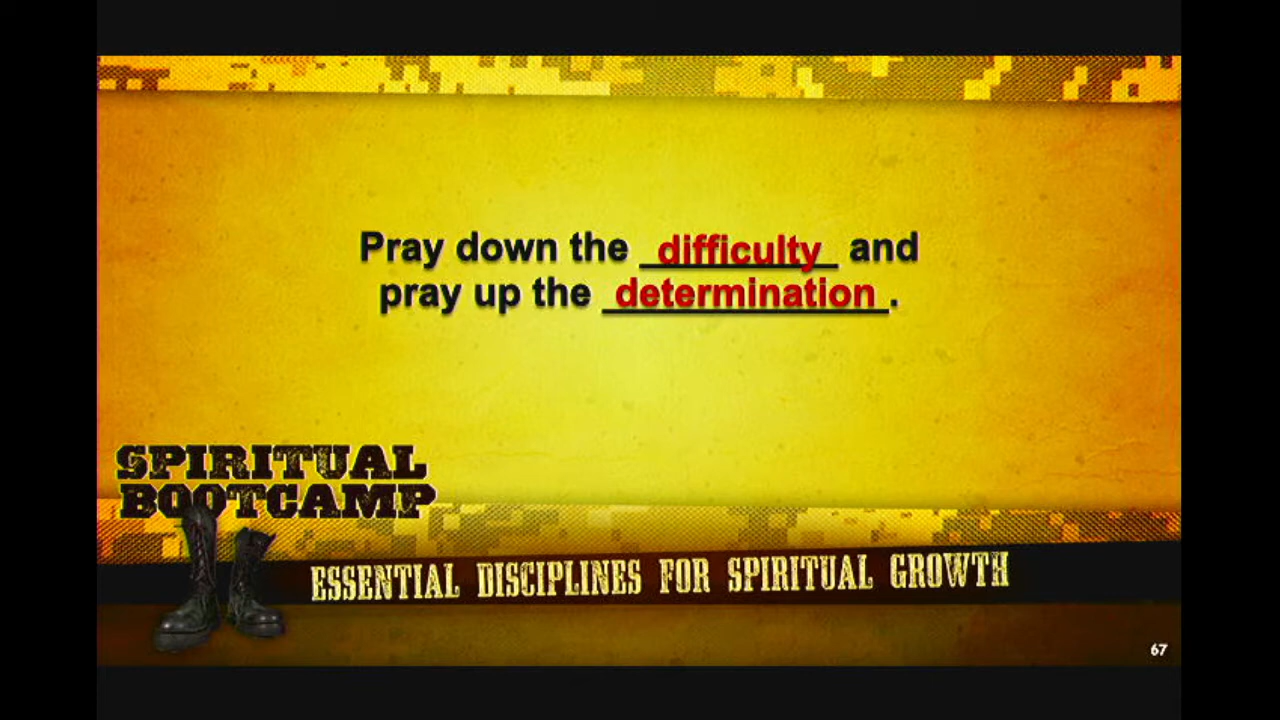 Pray down the difficulty and
pray up the determination.
SPIRITUAL
BOOTCAMP
ESSENTIAL DISCIPLINES FOR SPIRITUAL GROWTH
67